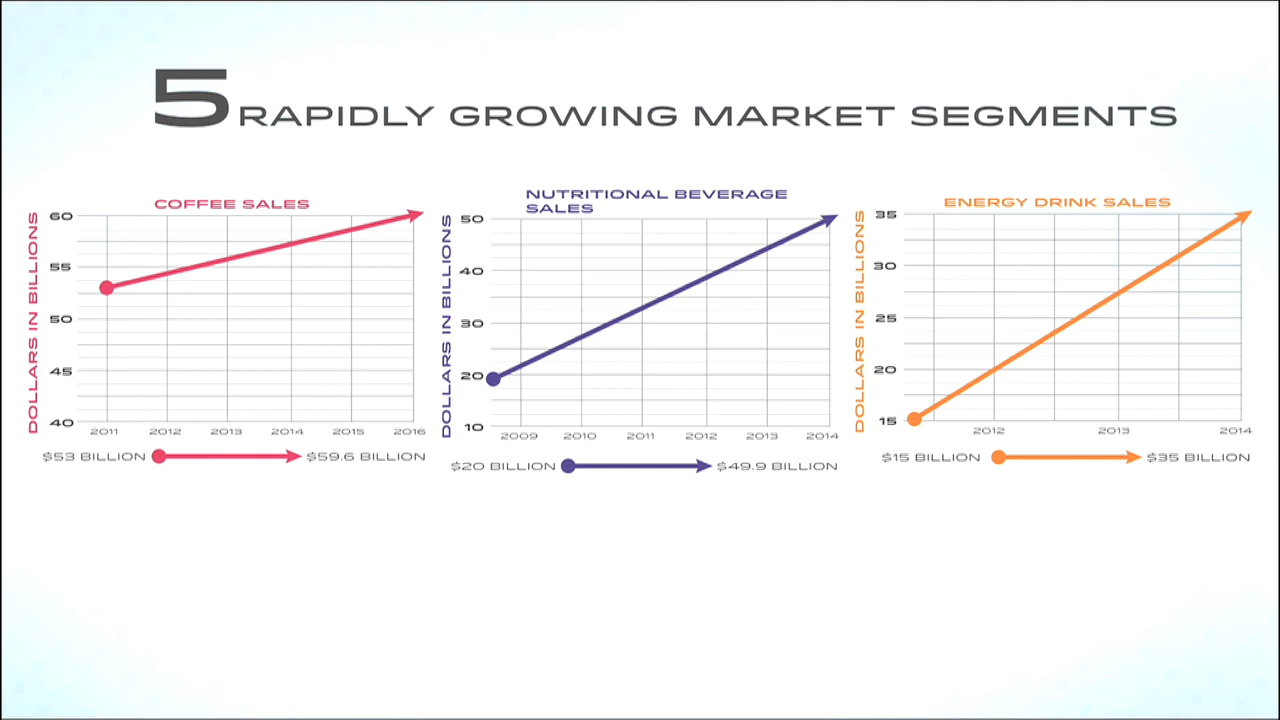 5 RAPIDLY GROWING MARKET SEGMENTS
COFFEE SALES
DOLLARS IN BILLIONS
60
55
50
45
40
2011 2012 2013 2014 2015 2016
$53 BILLION $59.6 BILLION
NUTRITIONAL BEVERAGE
SALES
DOLLARS IN BILLIONS
50
40
30
20
10
2009 2010 2011 2012 2013 2014
$20 BILLION $49.9 BILLION
ENERGY DRINK SALES
DOLLARS IN BILLIONS
35
30
25
20
15
2012 2013 2014
$15 BILLION $35 BILLION